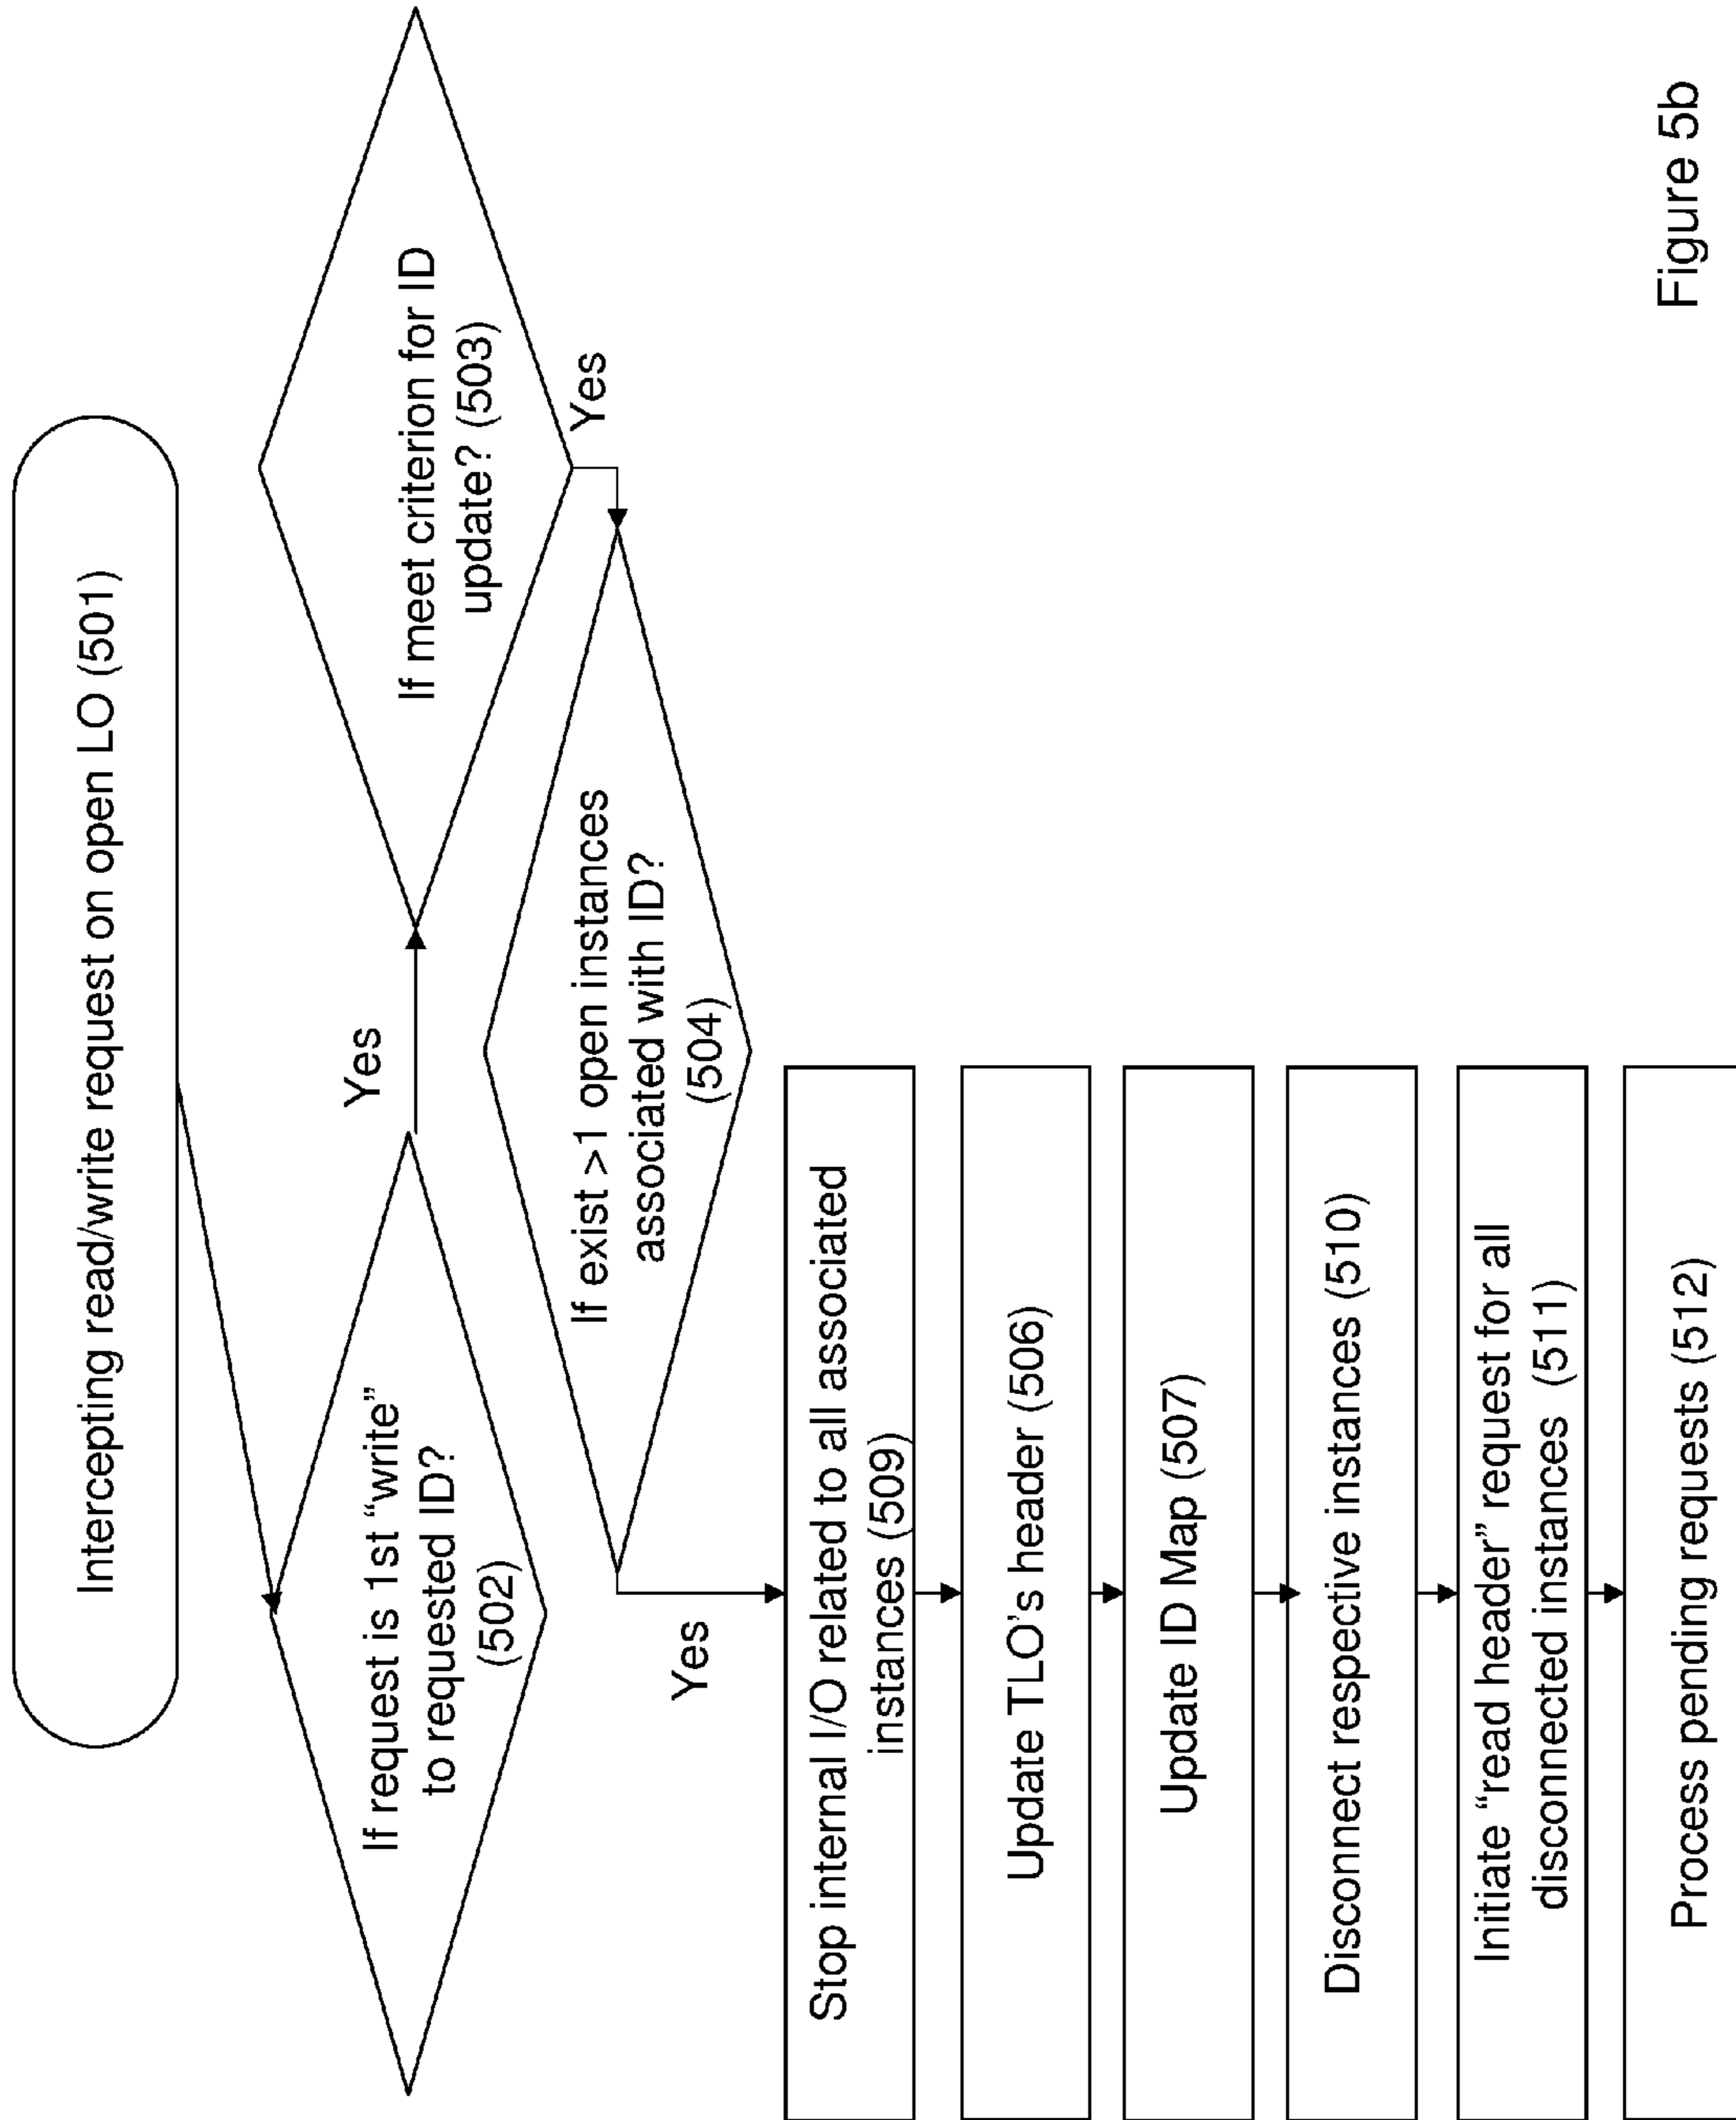 Intercepting read/write request on open LO (501)
If request is 1st “write”
to requested ID?
(502)
Yes
If meet criterion for ID
update? (503)
Yes
If exist >1 open instances
associated with ID?
(504)
Yes
Stop internal I/O related to all associated
instances (509)
Update TLO's header (506)
Update ID Map (507)
Disconnect respective instances (510)
Initiate “read herader” request for all
disconnected instances (511)
Process pending requests (512)
Figure 5b